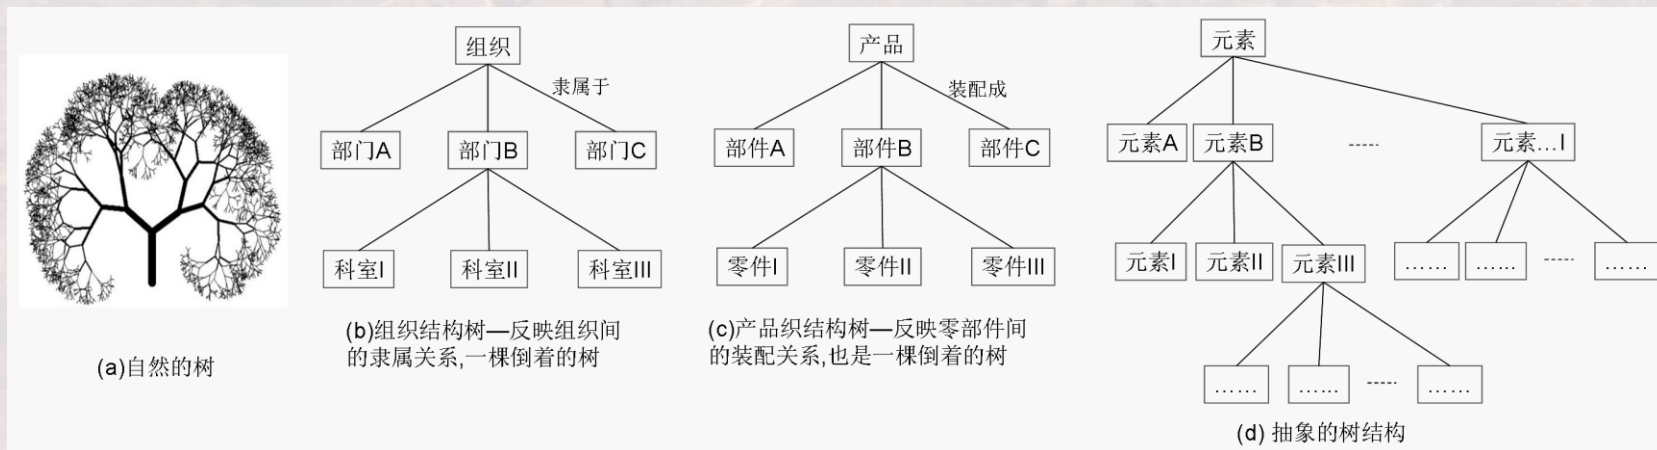 (a)自然的树
组织
隶属于
部门A
部门B
部门C
科室I
科室II
科室III
(b)组织结构树—反映组织间
的隶属关系,一棵倒着的树
产品
装配成
部件A
部件B
部件C
零件I
零件II
零件III
(c)产品织结构树—反映零部件间
的装配关系,也是一棵倒着的树
元素
元素A
元素B
-----
元素...I
元素I
元素II
元素III
......
......
-----
......
......
......
-----
......
(d) 抽象的树结构